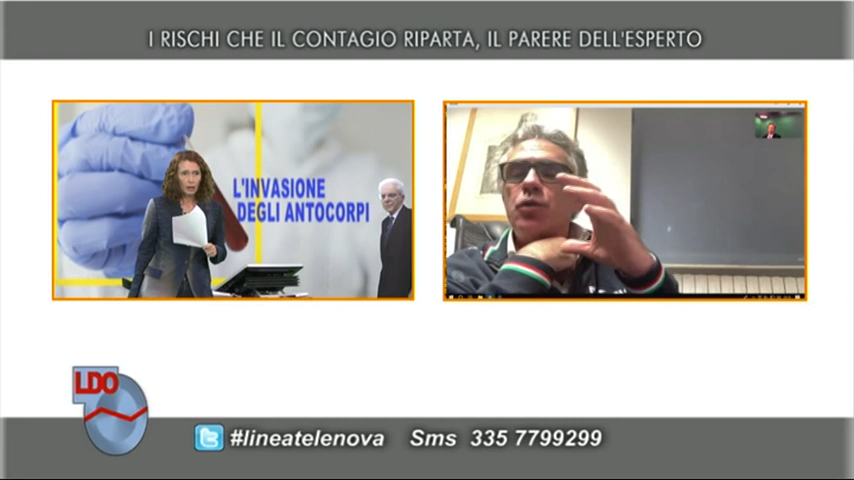 I RISCHI CHE IL CONTAGIO RIPARTA, IL PARERE DELL'ESPERTO
L'INVASIONE
DEGLI ANTOCORPI
LDO
#lineatelenova Sms 335 7799299